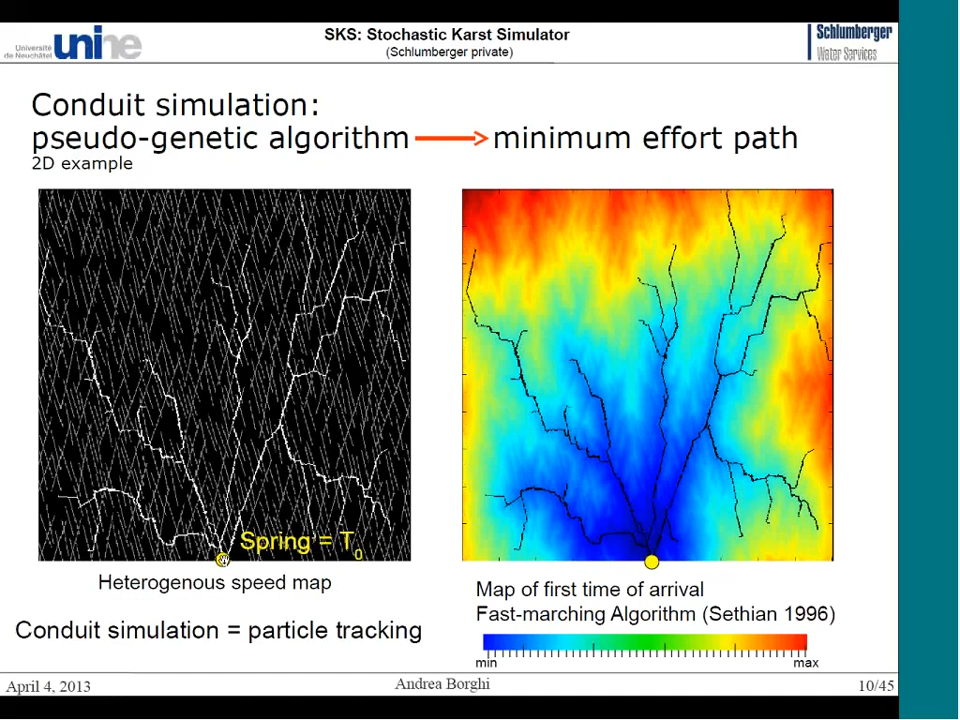 Université
de Neuchâtel
unine
SKS: Stochastic Karst Simulator
(Schlumberger private)
Schlumberger
Water Services
Conduit simulation:
pseudo-genetic algorithm minimum effort path
2D example
Spring = T0
Heterogenous speed map
Conduit simulation = particle tracking
Map of first time of arrival
Fast-marching Algorithm (Sethian 1996)
min max
April 4, 2013
Andrea Borghi
10/45